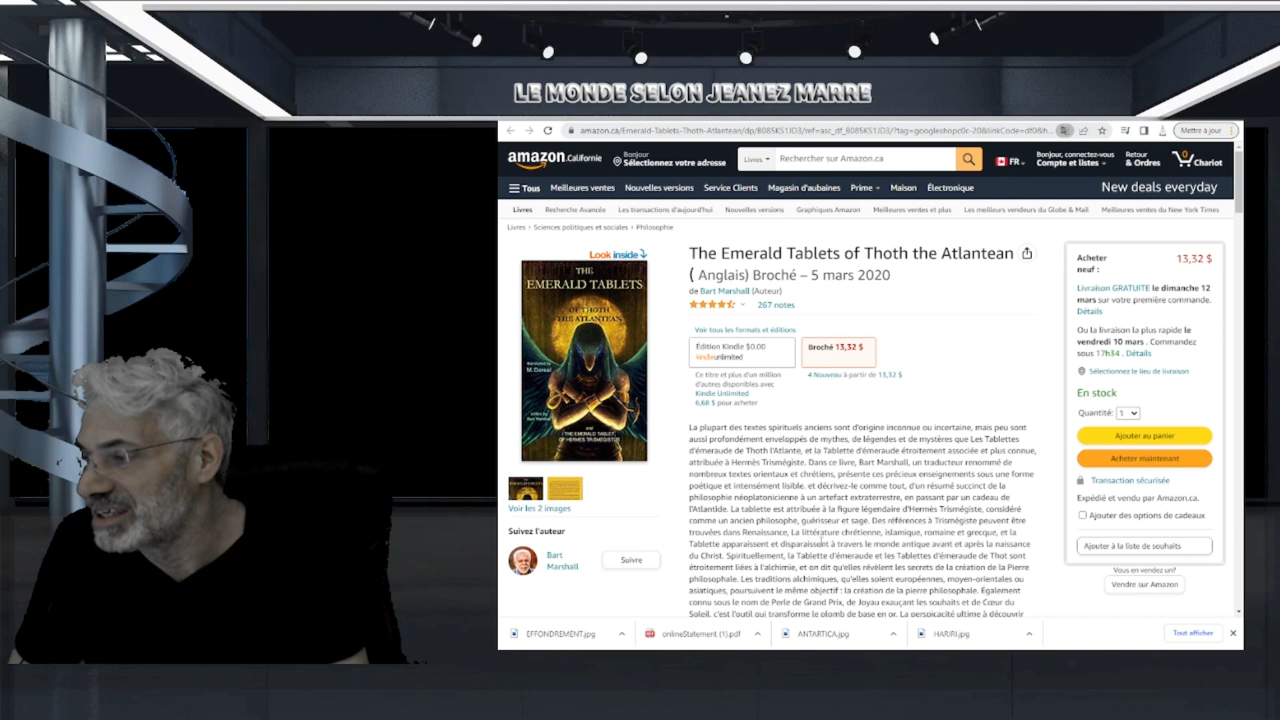 LE MONDE SELON JEANEZ MARRE
amazon.ca/Emerald-Tablets-Thoth-Atlantean/dp/B085KS1JD3/ref=asc_df_B085KS1JD3/?tag=googleshopc0c-20&linkCode=df0&h...
Mettre à jour
amazon.Californie
Bonjour
Sélectionnez votre adresse
Livres
Rechercher sur Amazon.ca
FR
Bonjour, connectez-vous
Compte et listes
Retour
& Ordres
0
Chariot
Tous Meilleures ventes Nouvelles versions Service Clients Magasin d'aubaines Prime Maison Électronique
New deals everyday
Livres Recherche Avancée Les transactions d'aujourd'hui Nouvelles versions Graphiques Amazon Meilleures ventes et plus Les meilleurs vendeurs du Globe & Mail Meilleures ventes du New York Times
Livres › Sciences politiques et sociales › Philosophie
Look inside
THE
EMERALD TABLETS
OF THOTH
THE ATLANTEAN
M. Doreal
Bart Marshall
and
THE EMERALD TABLET
OF HERMES TRISMEGISTUS
Voir les 2 images
Suivez l'auteur
Bart
Marshall
Suivre
The Emerald Tablets of Thoth the Atlantean
( Anglais) Broché – 5 mars 2020
de Bart Marshall (Auteur)
267 notes
Voir tous les formats et éditions
Édition Kindle $0.00
kindleunlimited
Broché 13,32 $
Ce titre et plus d'un million
d'autres disponibles avec
Kindle Unlimited
6,68 $ pour acheter
4 Nouveau à partir de 13,32 $
La plupart des textes spirituels anciens sont d'origine inconnue ou incertaine, mais peu sont
aussi profondément enveloppés de mythes, de légendes et de mystères que Les Tablettes
d'émeraude de Thoth l'Atlante, et la Tablette d'émeraude étroitement associée et plus connue,
attribuée à Hermès Trismégiste. Dans ce livre, Bart Marshall, un traducteur renommé de
nombreux textes orientaux et chrétiens, présente ces précieux enseignements sous une forme
poétique et intensément lisible. et décrivez-le comme tout, d'un résumé succinct de la
philosophie néoplatonicienne à un artefact extraterrestre, en passant par un cadeau de
l'Atlantide. La tablette est attribuée à la figure légendaire d'Hermès Trismégiste, considéré
comme un ancien philosophe, guérisseur et sage. Des références à Trismégiste peuvent être
trouvées dans Renaissance, La littérature chrétienne, islamique, romaine et grecque, et la
Tablette apparaissent et disparaissent à travers le monde antique avant et après la naissance
du Christ. Spirituellement, la Tablette d'émeraude et les Tablettes d'émeraude de Thot sont
étroitement liées à l'alchimie, et on dit qu'elles révèlent les secrets de la création de la Pierre
philosophale. Les traditions alchimiques, qu'elles soient européennes, moyen-orientales ou
asiatiques, poursuivent le même objectif : la création de la pierre philosophale. Egalement
connu sous le nom de Perle de Grand Prix, de Joyau exauçant les souhaits et de Cœur du
Soleil, c'est l'outil qui transforme le plomb de base en or. La perspicacité ultime à découvrir
Acheter
neuf :
13,32 $
Livraison GRATUITE le dimanche 12
mars sur votre première commande.
Détails
Ou la livraison la plus rapide le
vendredi 10 mars . Commandez
sous 17h34 . Détails
Sélectionnez le lieu de livraison
En stock
Quantité: 1
Ajouter au panier
Acheter maintenant
Transaction sécurisée
Expédié et vendu par Amazon.ca.
Ajouter des options de cadeaux
Ajouter à la liste de souhaits
Vous en vendez un?
Vendre sur Amazon
EFFONDREMENT.jpg
onlineStatement (1).pdf
ANTARTICA.jpg
HARIRI.jpg
Tout afficher